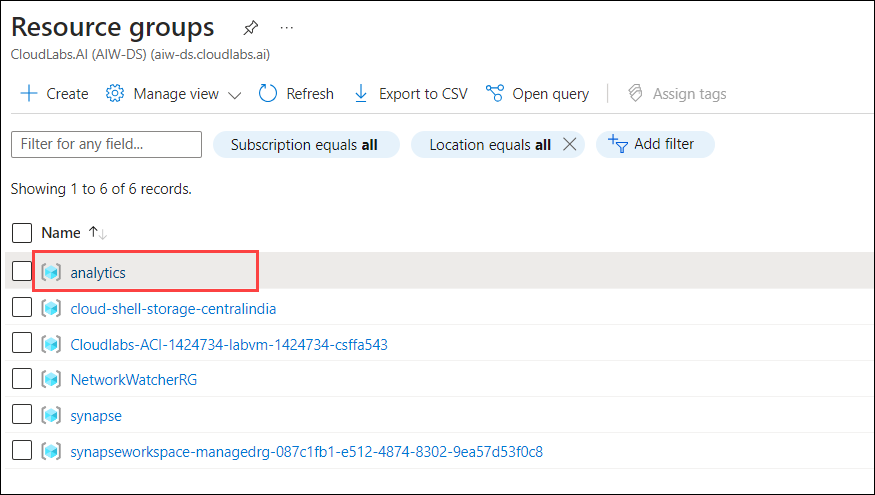 Resource groups
CloudLabs.AI (AIW-DS) (aiw-ds.cloudlabs.ai)
Create Manage view Refresh Export to CSV Open query Assign tags
Filter for any field... Subscription equals all Location equals all Add filter
Showing 1 to 6 of 6 records.
Name
analytics
cloud-shell-storage-centralindia
Cloudlabs-ACI-1424734-labvm-1424734-csffa543
NetworkWatcherRG
synapse
synapseworkspace-managedrg-087c1fb1-e512-4874-8302-9ea57d53f0c8